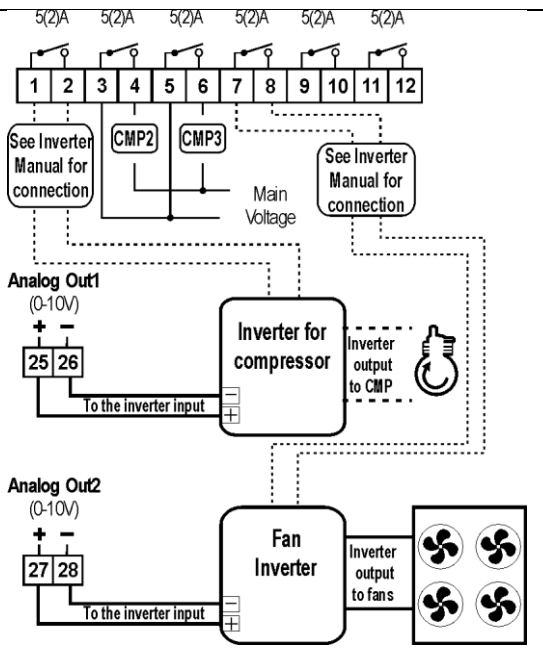 5(2)A 5(2)A 5(2)A 5(2)A 5(2)A 5(2)A
1 2 3 4 5 6 7 8 9 10 11 12
See Inverter
Manual for
connection
CMP2
CMP3
Main
Voltage
See Inverter
Manual for
connection
Analog Out1
(0-10V)
+ −
25 26
To the inverter input
Inverter for
compressor
−
+
Inverter
output
to CMP
Analog Out2
(0-10V)
+ −
27 28
To the inverter input
Fan
Inverter
−
+
Inverter
output
to fans